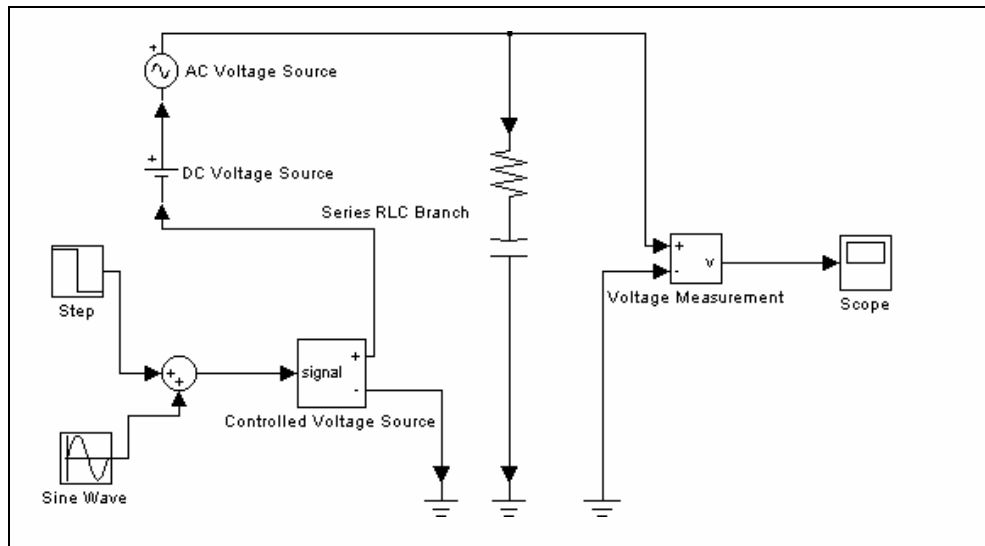 +
AC Voltage Source
+
DC Voltage Source
Series RLC Branch
Step
+
+
signal
+
-
Controlled Voltage Source
+
-
v
Voltage Measurement
Scope
Sine Wave